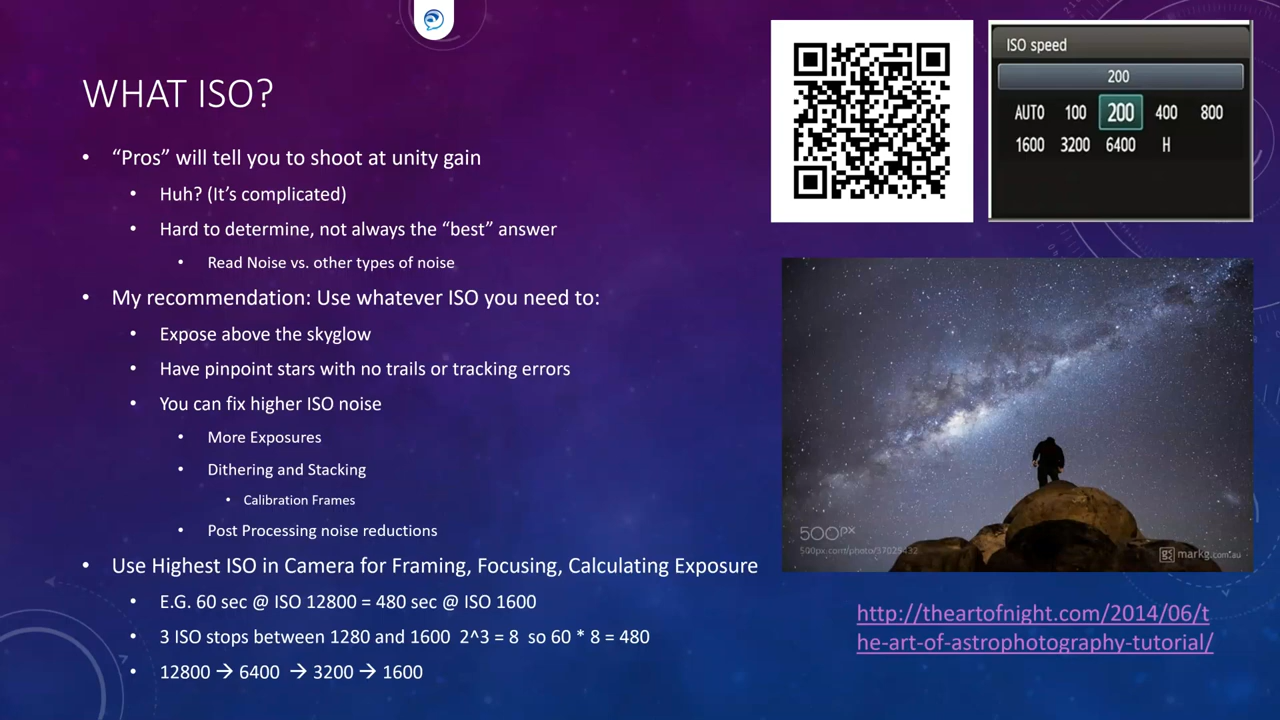 WHAT ISO?
• “Pros” will tell you to shoot at unity gain
• Huh? (It’s complicated)
• Hard to determine, not always the “best” answer
• Read Noise vs. other types of noise
• My recommendation: Use whatever ISO you need to:
• Expose above the skyglow
• Have pinpoint stars with no trails or tracking errors
• You can fix higher ISO noise
• More Exposures
• Dithering and Stacking
• Calibration Frames
• Post Processing noise reductions
• Use Highest ISO in Camera for Framing, Focusing, Calculating Exposure
• E.G. 60 sec @ ISO 12800 = 480 sec @ ISO 1600
• 3 ISO stops between 1280 and 1600 2^3 = 8 so 60 * 8 = 480
• 12800 → 6400 → 3200 → 1600
ISO speed
200
AUTO 100 200 400 800
1600 3200 6400 H
500px
500px.com/photo/37025432
markg.com.au
http://theartofnight.com/2014/06/t
he-art-of-astrophotography-tutorial/